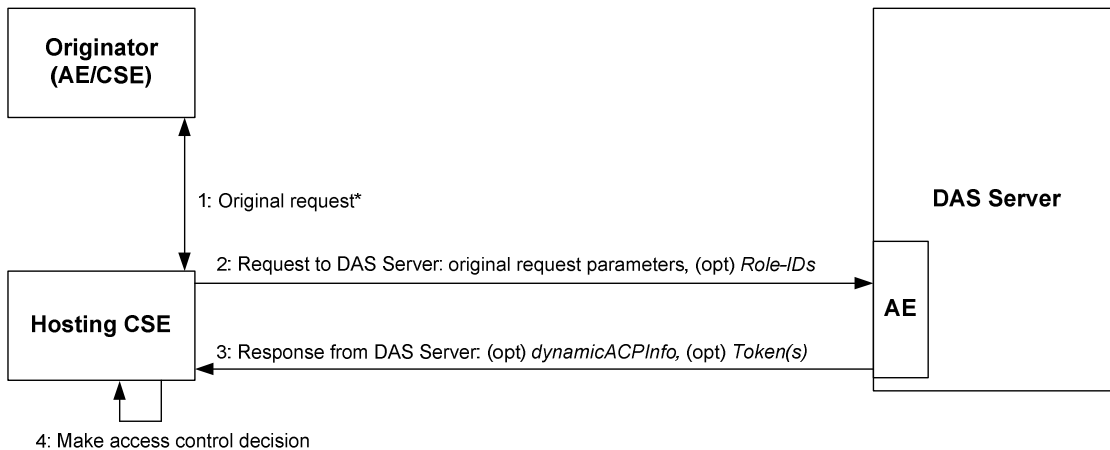 Originator
(AE/CSE)
DAS Server
1: Original request*
2: Request to DAS Server: original request parameters, (opt) Role-IDs
AE
Hosting CSE
3: Response from DAS Server: (opt) dynamicACPInfo, (opt) Token(s)
4: Make access control decision